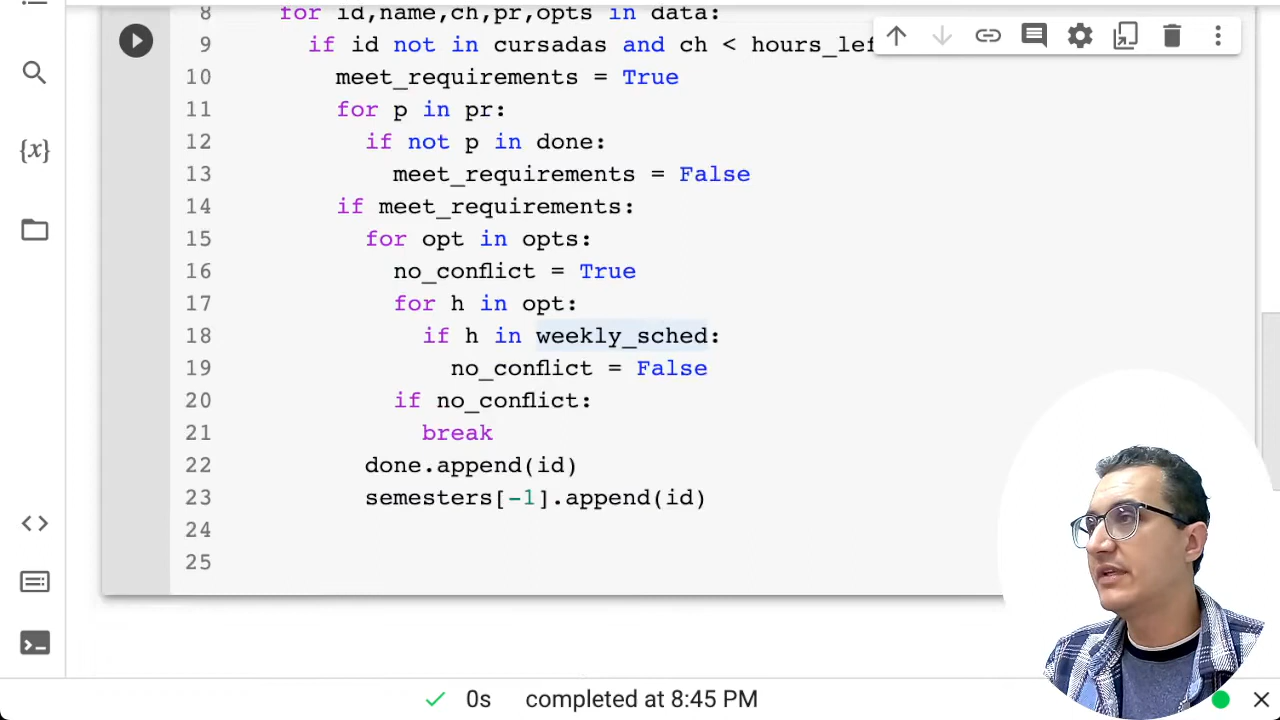 8 for id,name,ch,pr,opts in data:
9 if id not in cursadas and ch < hours_lef
10 meet_requirements = True
11 for p in pr:
12 if not p in done:
13 meet_requirements = False
14 if meet_requirements:
15 for opt in opts:
16 no_conflict = True
17 for h in opt:
18 if h in weekly_sched:
19 no_conflict = False
20 if no_conflict:
21 break
22 done.append(id)
23 semesters[-1].append(id)
24
25
{x}
0s completed at 8:45 PM